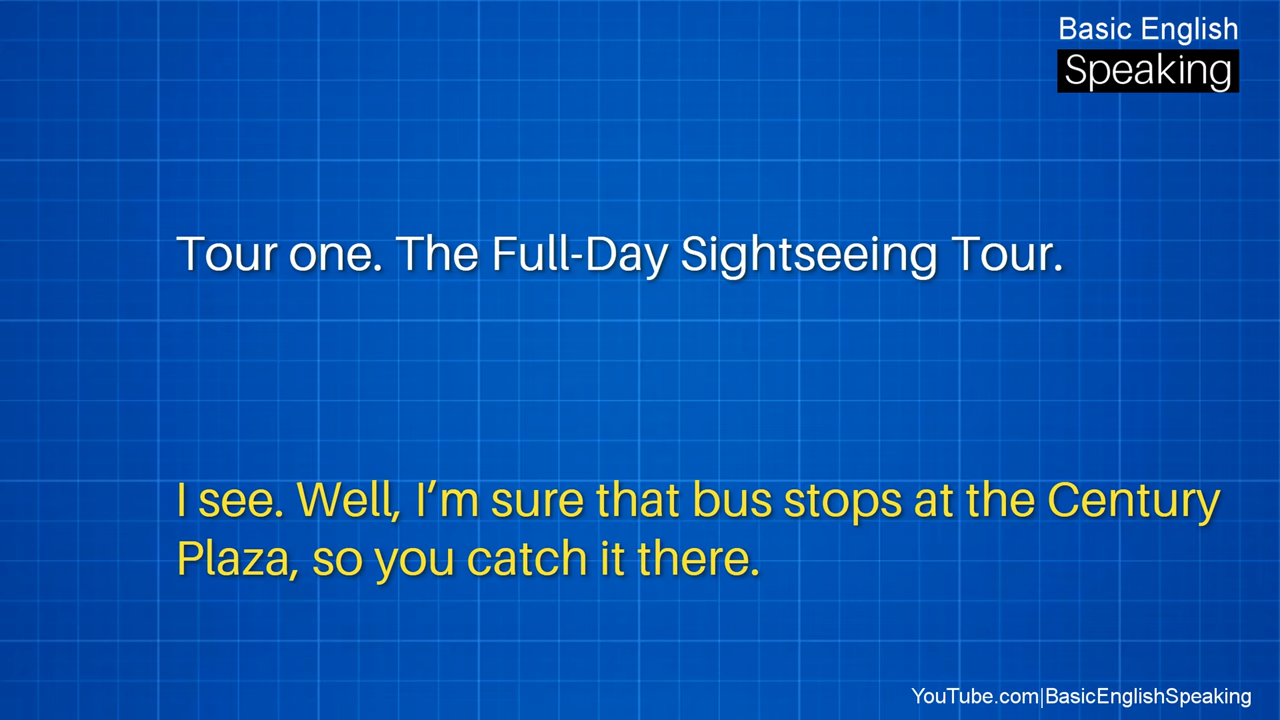 Basic English
Speaking
Tour one. The Full-Day Sightseeing Tour.
I see. Well, I’m sure that bus stops at the Century
Plaza, so you catch it there.
YouTube.com|BasicEnglishSpeaking